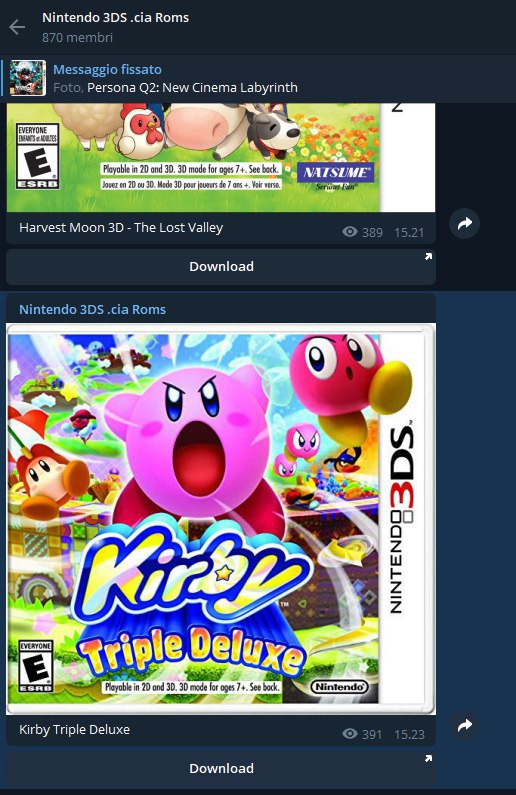 Nintendo 3DS .cia Roms
870 membri
Messaggio fissato
Foto, Persona Q2: New Cinema Labyrinth
EVERYONE
ENFANTS et ADULTES
E
ESRB
Playable in 2D and 3D. 3D mode for ages 7+. See back.
Jouez en 2D ou 3D. Mode 3D pour joueurs de 7 ans +. Voir verso.
NATSUME®
Serious Fun®
N
Harvest Moon 3D - The Lost Valley
389 15.21
Download
Nintendo 3DS .cia Roms
NINTENDO 3DS™
Kirby™
Triple Deluxe
EVERYONE
E
ESRB
Playable in 2D and 3D. 3D mode for ages 7+. See back.
Nintendo®
Kirby Triple Deluxe
391 15.23
Download